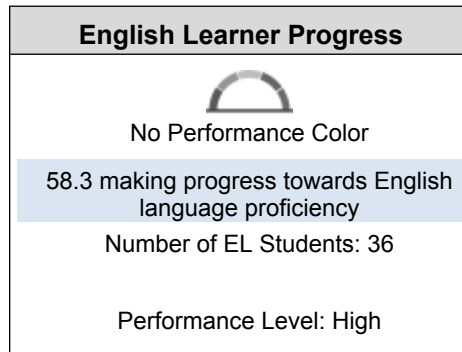 English Learner Progress
No Performance Color
58.3 making progress towards English
language proficiency
Number of EL Students: 36
Performance Level: High